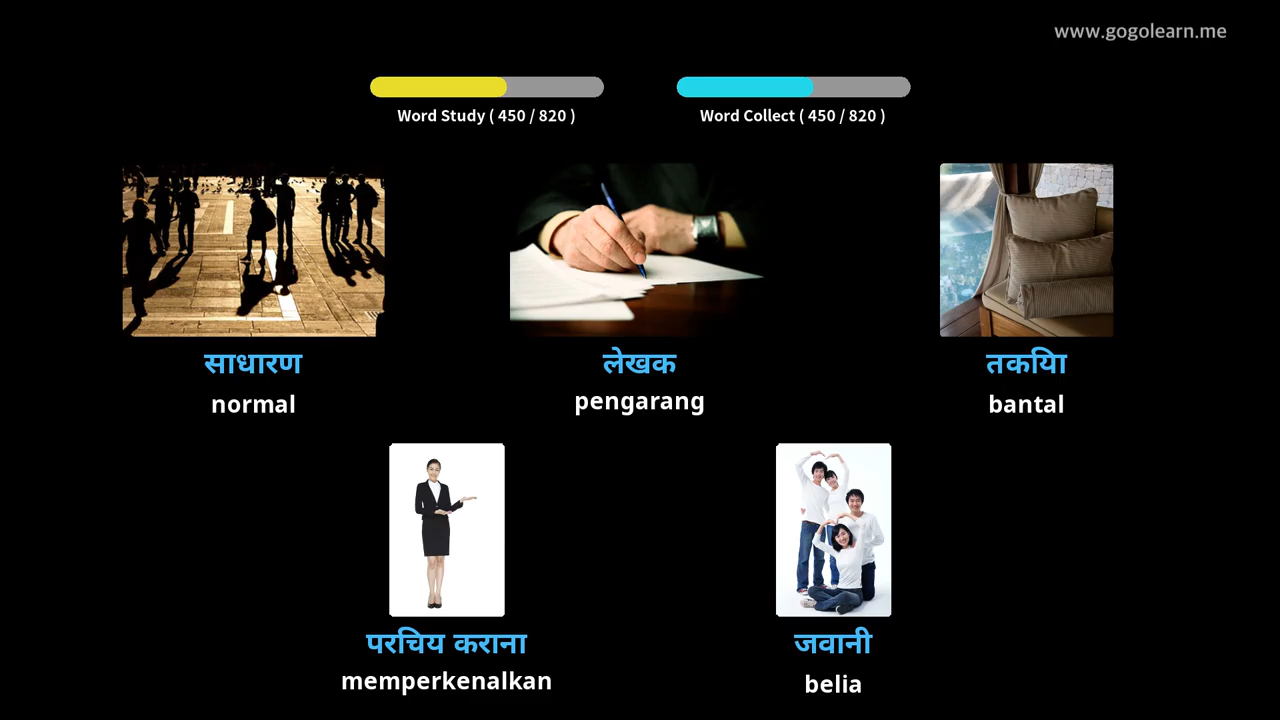 www.gogolearn.me
Word Study ( 450 / 820 )
Word Collect ( 450 / 820 )
साधारण
normal
लेखक
pengarang
तकिया
bantal
परिचय कराना
memperkenalkan
जवानी
belia